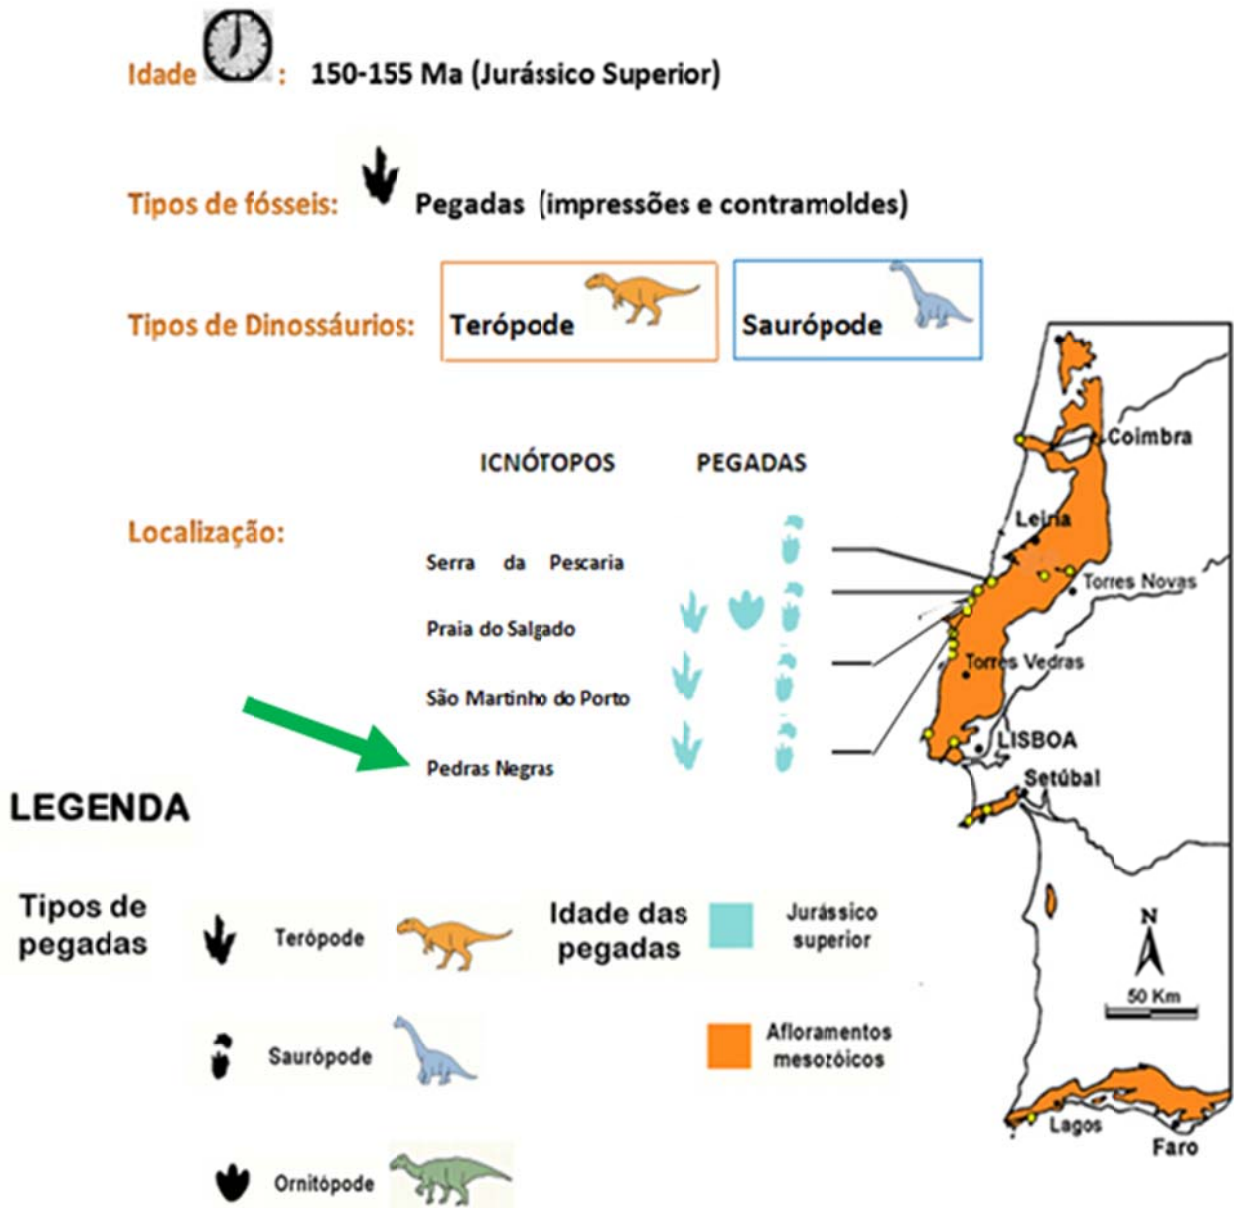 Idade : 150-155 Ma (Jurássico Superior)
Tipos de fósseis: Pegadas (impressões e contramoldes)
Tipos de Dinossáurios: Terópode Saurópode
ICNÓTOPOS PEGADAS
Localização:
Serra da Pescaria
Praia do Salgado
São Martinho do Porto
Pedras Negras
Coimbra
Leiria
Torres Novas
Torres Vedras
LISBOA
Setúbal
N
50 Km
Lagos
Faro
LEGENDA
Tipos de
pegadas
Terópode
Saurópode
Ornitópode
Idade das
pegadas
Jurássico
superior
Afloramentos
mesozóicos